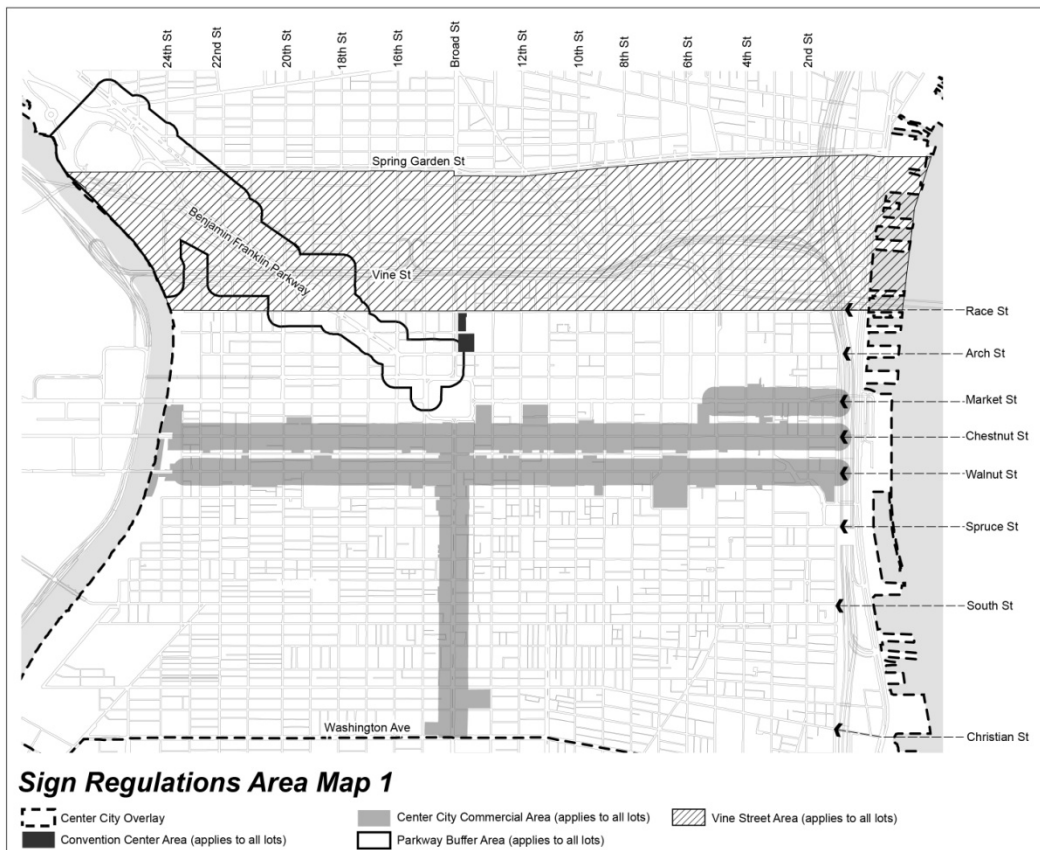 24th St
22nd St
20th St
18th St
16th St
Broad St
12th St
10th St
8th St
6th St
4th St
2nd St
Spring Garden St
Benjamin Franklin Parkway
Vine St
Race St
Arch St
Market St
Chestnut St
Walnut St
Spruce St
South St
Washington Ave
Christian St
Sign Regulations Area Map 1
Center City Overlay
Center City Commercial Area (applies to all lots)
Vine Street Area (applies to all lots)
Convention Center Area (applies to all lots)
Parkway Buffer Area (applies to all lots)